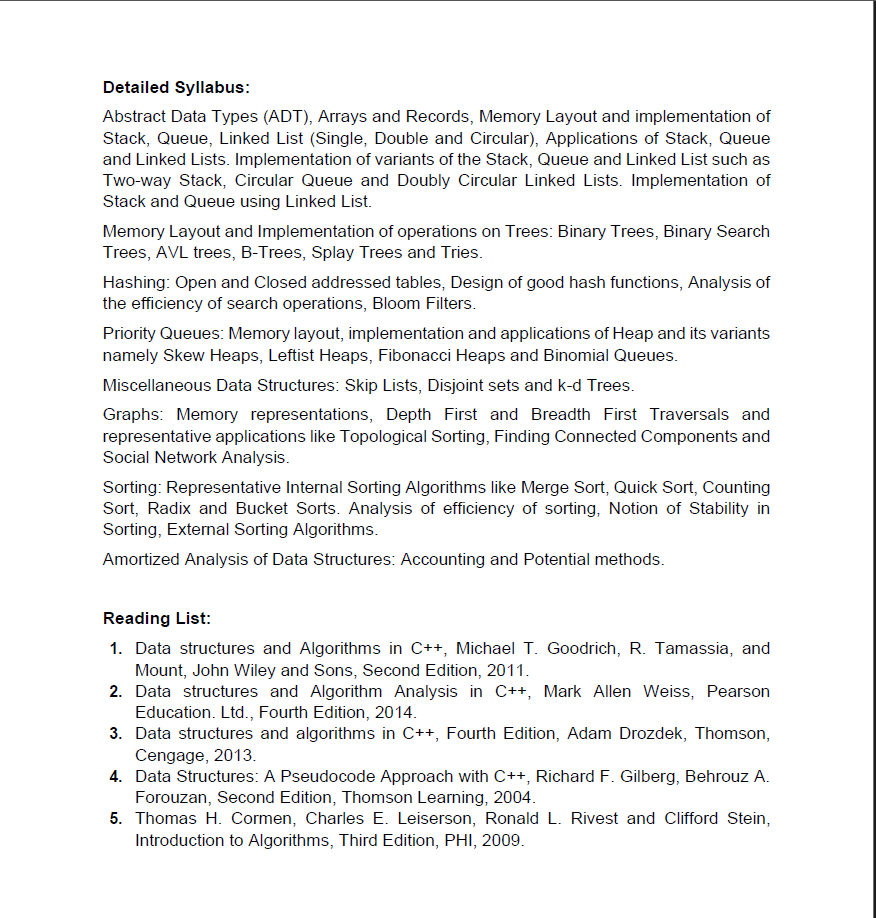 Detailed Syllabus:
Abstract Data Types (ADT), Arrays and Records, Memory Layout and implementation of
Stack, Queue, Linked List (Single, Double and Circular), Applications of Stack, Queue
and Linked Lists. Implementation of variants of the Stack, Queue and Linked List such as
Two-way Stack, Circular Queue and Doubly Circular Linked Lists. Implementation of
Stack and Queue using Linked List.
Memory Layout and Implementation of operations on Trees: Binary Trees, Binary Search
Trees, AVL trees, B-Trees, Splay Trees and Tries.
Hashing: Open and Closed addressed tables, Design of good hash functions, Analysis of
the efficiency of search operations, Bloom Filters.
Priority Queues: Memory layout, implementation and applications of Heap and its variants
namely Skew Heaps, Leftist Heaps, Fibonacci Heaps and Binomial Queues.
Miscellaneous Data Structures: Skip Lists, Disjoint sets and k-d Trees.
Graphs: Memory representations, Depth First and Breadth First Traversals and
representative applications like Topological Sorting, Finding Connected Components and
Social Network Analysis.
Sorting: Representative Internal Sorting Algorithms like Merge Sort, Quick Sort, Counting
Sort, Radix and Bucket Sorts. Analysis of efficiency of sorting, Notion of Stability in
Sorting, External Sorting Algorithms.
Amortized Analysis of Data Structures: Accounting and Potential methods.
Reading List:
1. Data structures and Algorithms in C++, Michael T. Goodrich, R. Tamassia, and
Mount, John Wiley and Sons, Second Edition, 2011.
2. Data structures and Algorithm Analysis in C++, Mark Allen Weiss, Pearson
Education. Ltd., Fourth Edition, 2014.
3. Data structures and algorithms in C++, Fourth Edition, Adam Drozdek, Thomson,
Cengage, 2013.
4. Data Structures: A Pseudocode Approach with C++, Richard F. Gilberg, Behrouz A.
Forouzan, Second Edition, Thomson Learning, 2004.
5. Thomas H. Cormen, Charles E. Leiserson, Ronald L. Rivest and Clifford Stein,
Introduction to Algorithms, Third Edition, PHI, 2009.